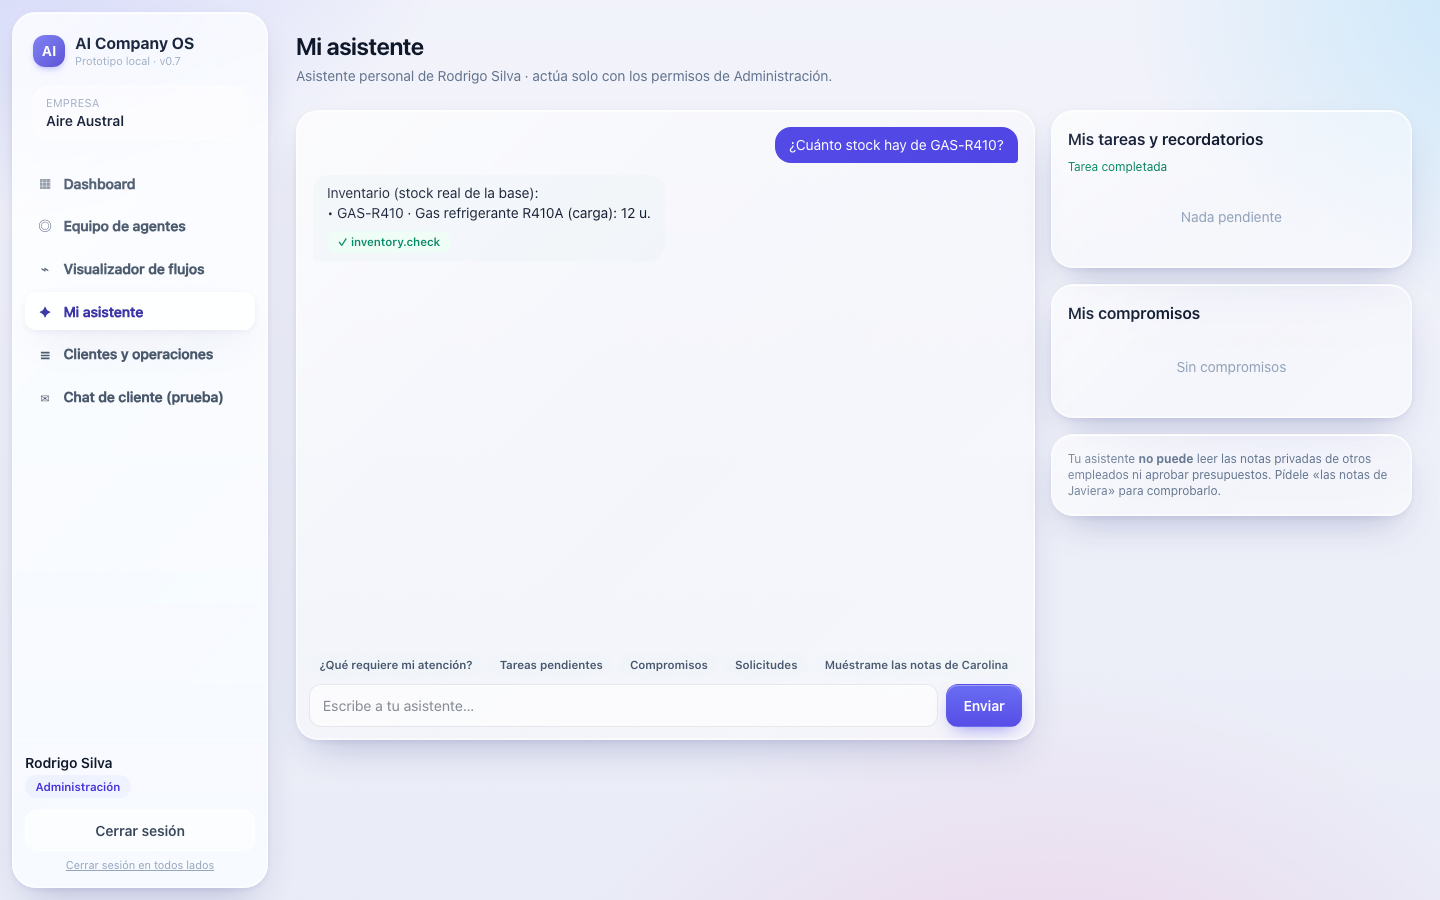 AI
AI Company OS
Prototipo local · v0.7
EMPRESA
Aire Austral
Dashboard
Equipo de agentes
Visualizador de flujos
Mi asistente
Clientes y operaciones
Chat de cliente (prueba)
Rodrigo Silva
Administración
Cerrar sesión
Cerrar sesión en todos lados
Mi asistente
Asistente personal de Rodrigo Silva · actúa solo con los permisos de Administración.
¿Cuánto stock hay de GAS-R410?
Inventario (stock real de la base):
• GAS-R410 · Gas refrigerante R410A (carga): 12 u.
✓ inventory.check
¿Qué requiere mi atención?
Tareas pendientes
Compromisos
Solicitudes
Muéstrame las notas de Carolina
Escribe a tu asistente...
Enviar
Mis tareas y recordatorios
Tarea completada
Nada pendiente
Mis compromisos
Sin compromisos
Tu asistente no puede leer las notas privadas de otros
empleados ni aprobar presupuestos. Pídele «las notas de
Javiera» para comprobarlo.